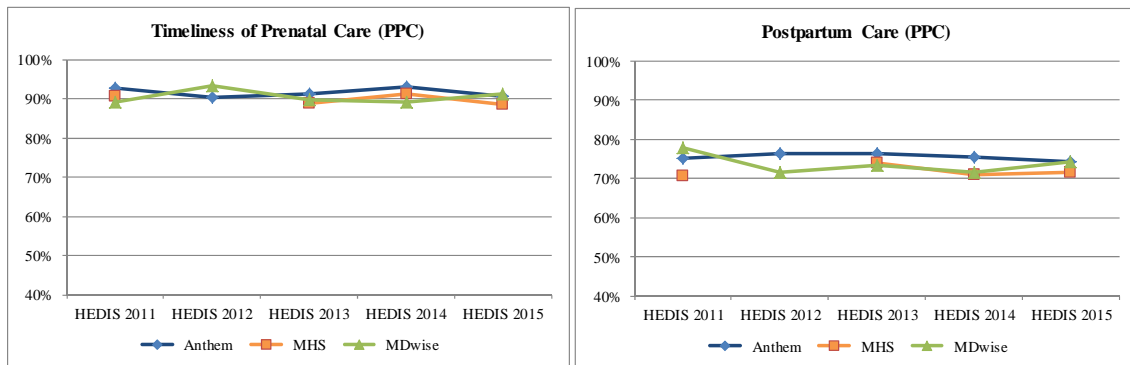 Timeliness of Prenatal Care (PPC)
100%
90%
80%
70%
60%
50%
40%
HEDIS 2011 HEDIS 2012 HEDIS 2013 HEDIS 2014 HEDIS 2015
Anthem MHS MDwise
Postpartum Care (PPC)
100%
90%
80%
70%
60%
50%
40%
HEDIS 2011 HEDIS 2012 HEDIS 2013 HEDIS 2014 HEDIS 2015
Anthem MHS MDwise